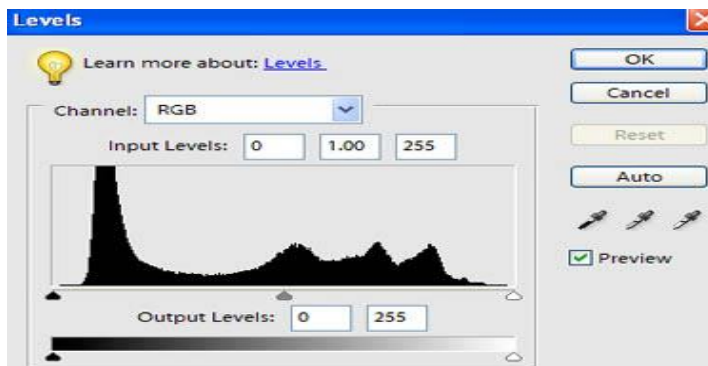 Levels
Learn more about: Levels
OK
Cancel
Channel: RGB
Reset
Input Levels: 0 1.00 255
Auto
Preview
Output Levels: 0 255